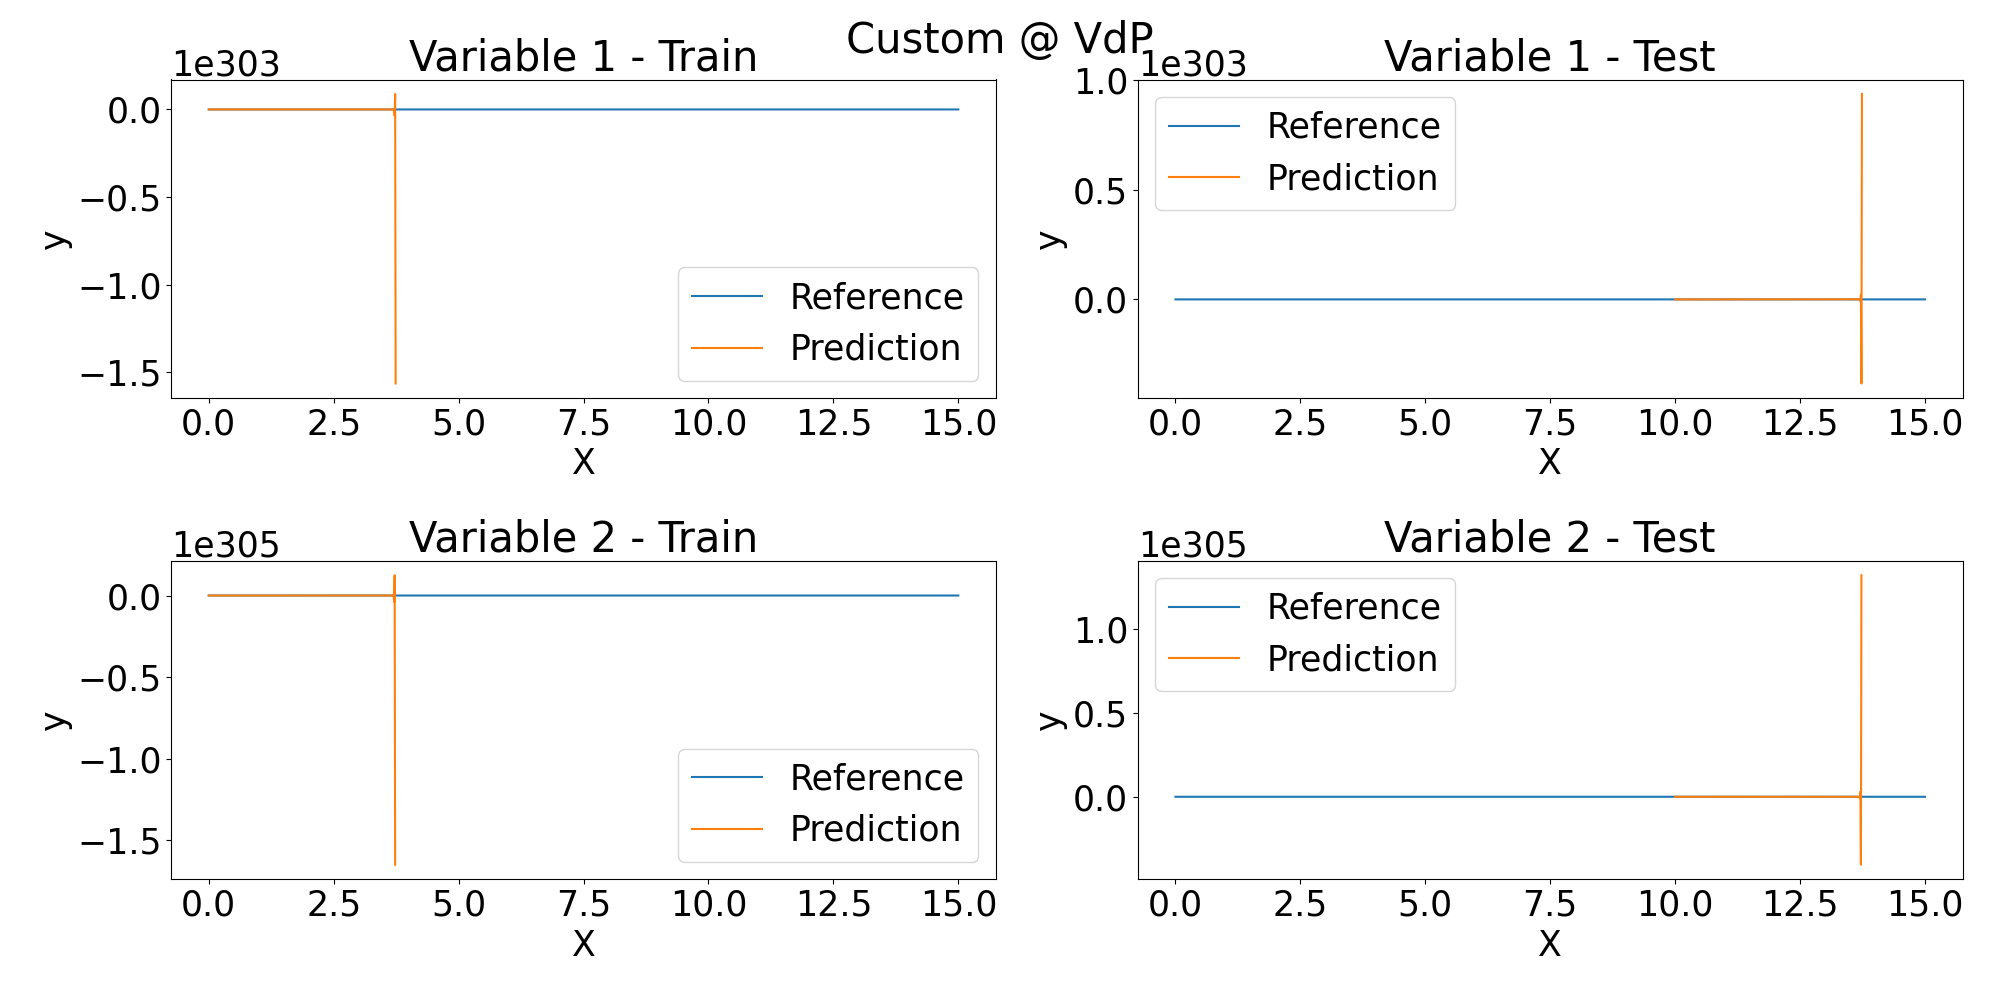 Custom @ VdP
Variable 1 - Train
1e303
0.0
−0.5
−1.0
−1.5
y
Reference
Prediction
0.0 2.5 5.0 7.5 10.0 12.5 15.0
X
Variable 1 - Test
1e303
1.0
0.5
0.0
y
Reference
Prediction
0.0 2.5 5.0 7.5 10.0 12.5 15.0
X
Variable 2 - Train
1e305
0.0
−0.5
−1.0
−1.5
y
Reference
Prediction
0.0 2.5 5.0 7.5 10.0 12.5 15.0
X
Variable 2 - Test
1e305
1.0
0.5
0.0
y
Reference
Prediction
0.0 2.5 5.0 7.5 10.0 12.5 15.0
X